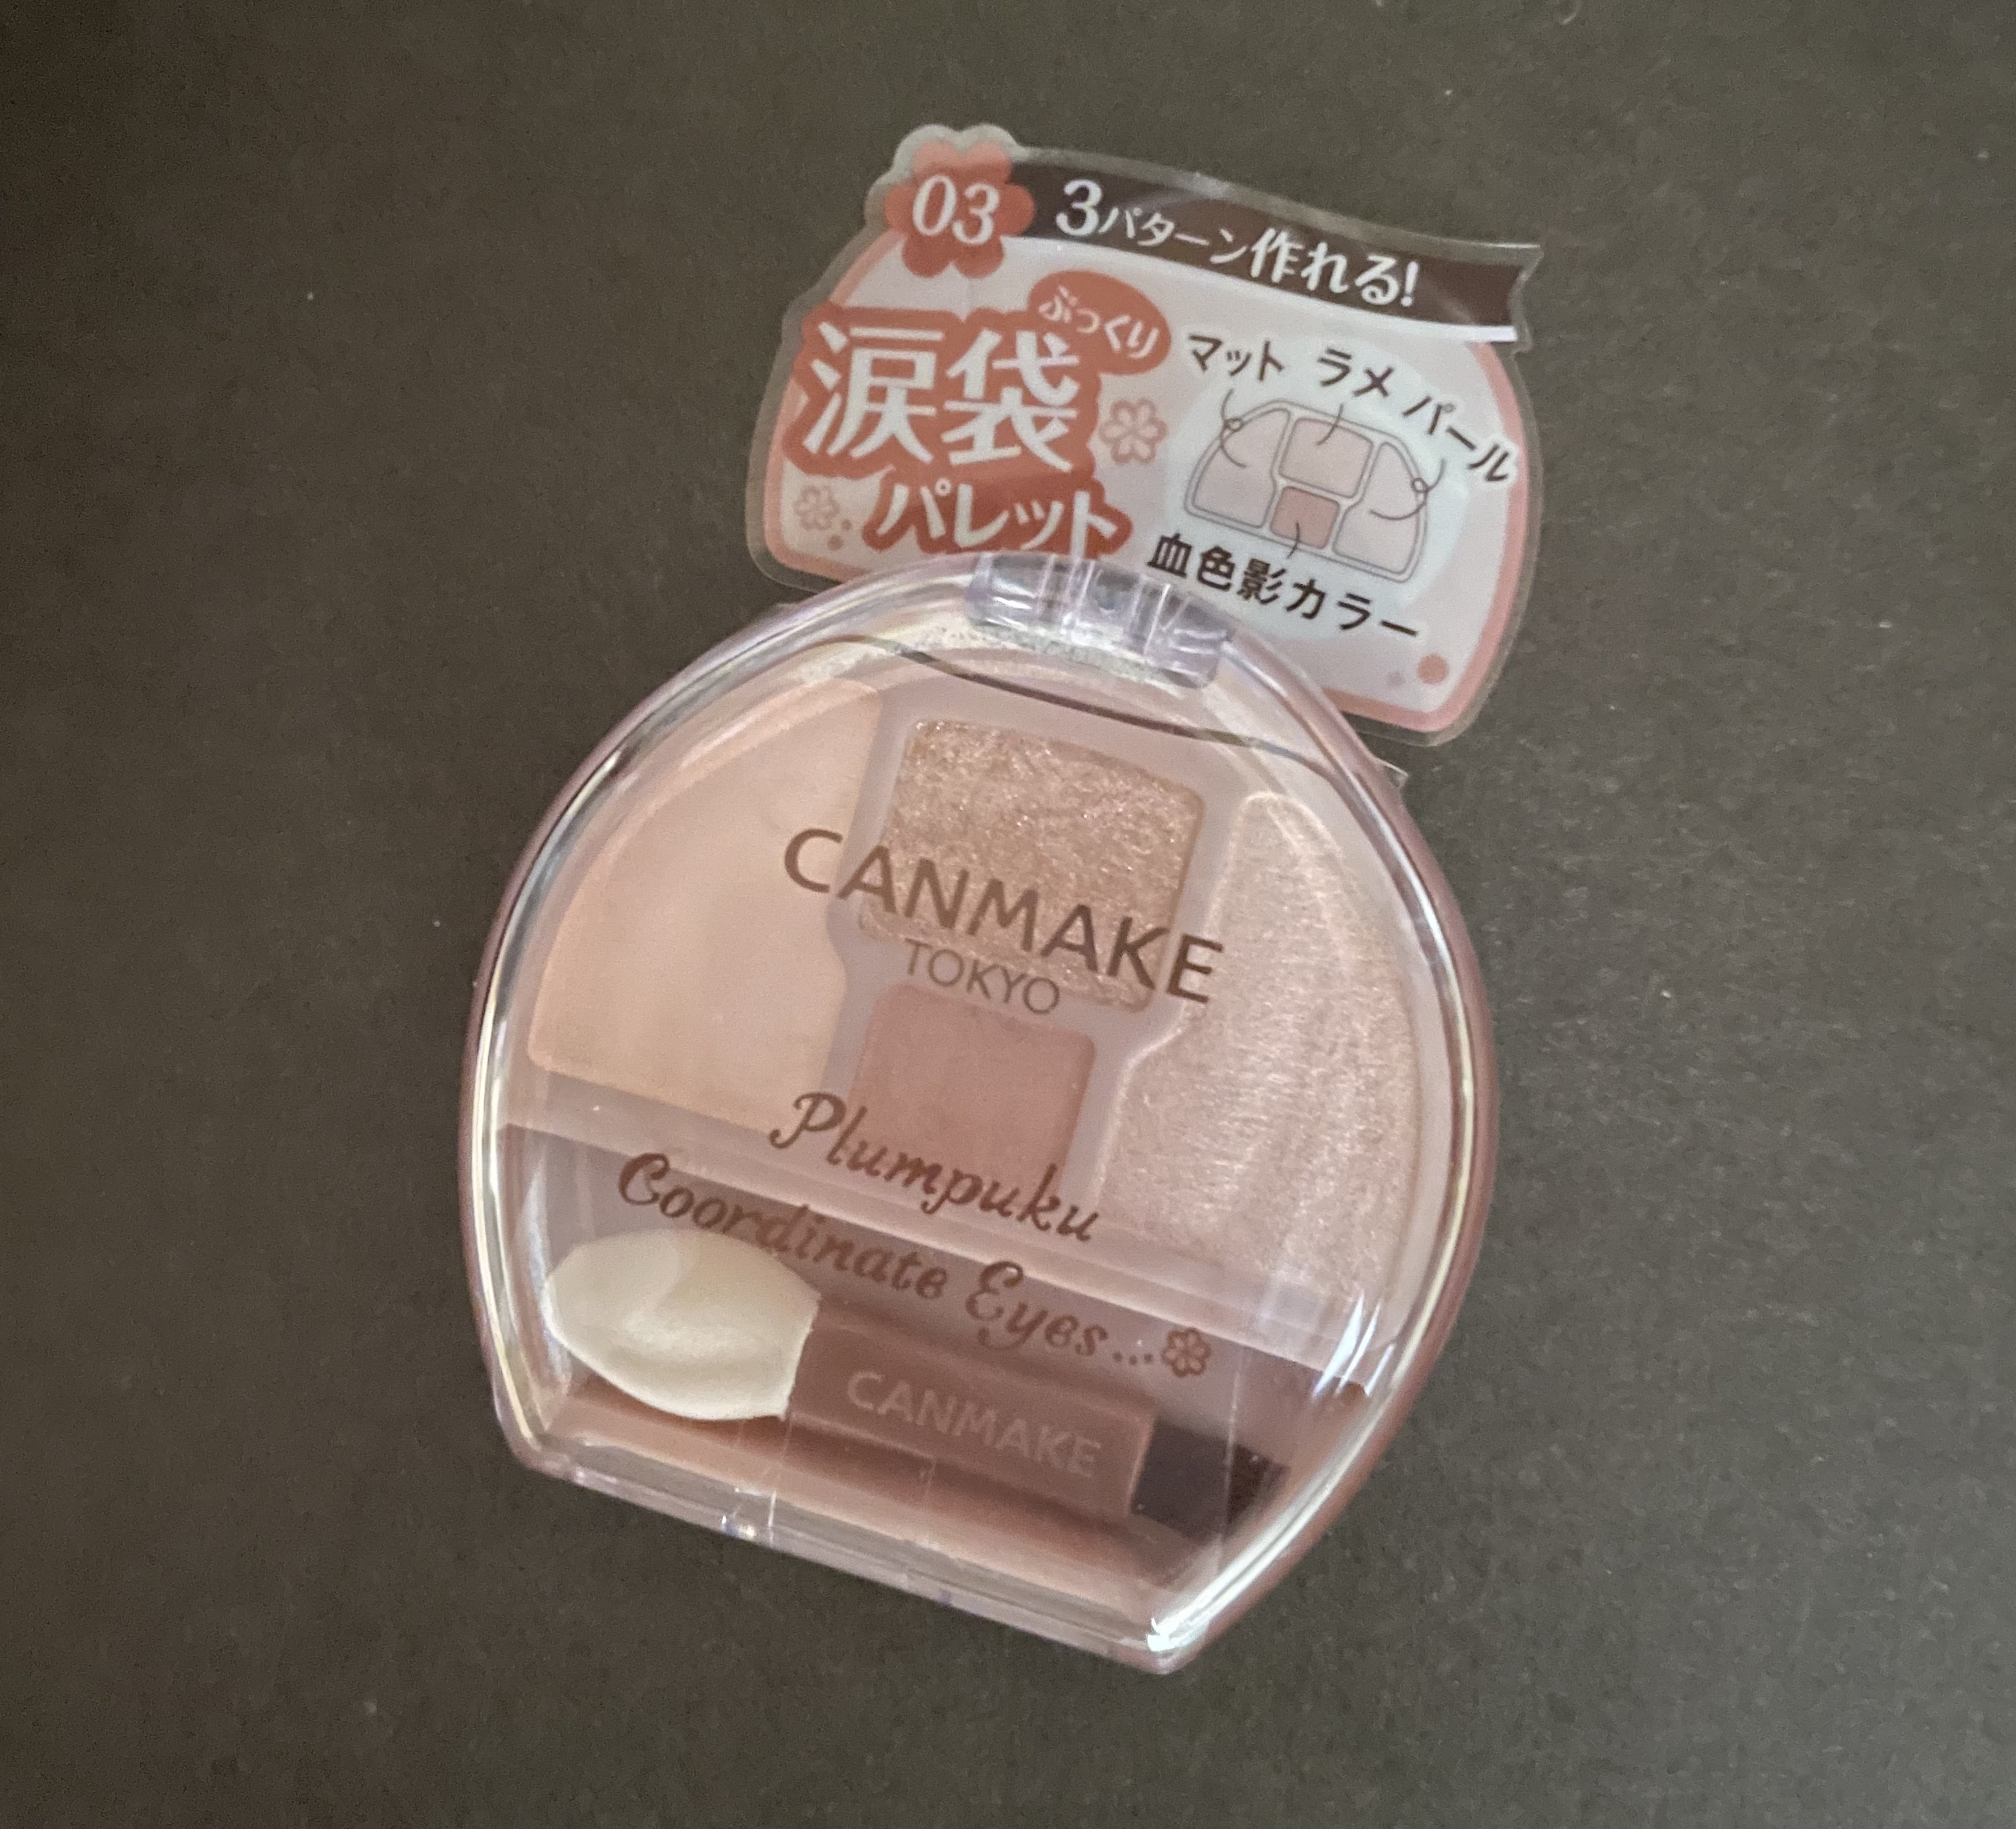 03
3パターン作れる!
ぷっくり
涙袋
パレット
マット ラメ パール
血色影カラー
CANMAKE
TOKYO
Plumpuku
Coordinate Eyes...
CANMAKE